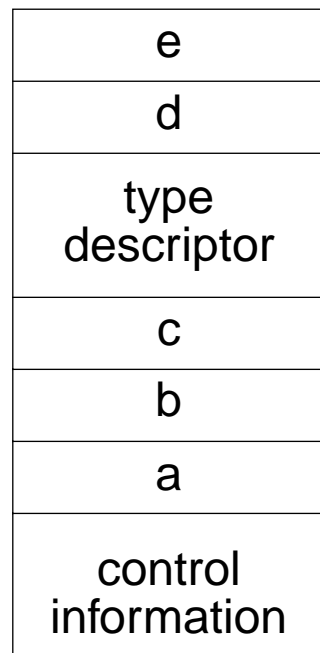 e
d
type
descriptor
c
b
a
control
information